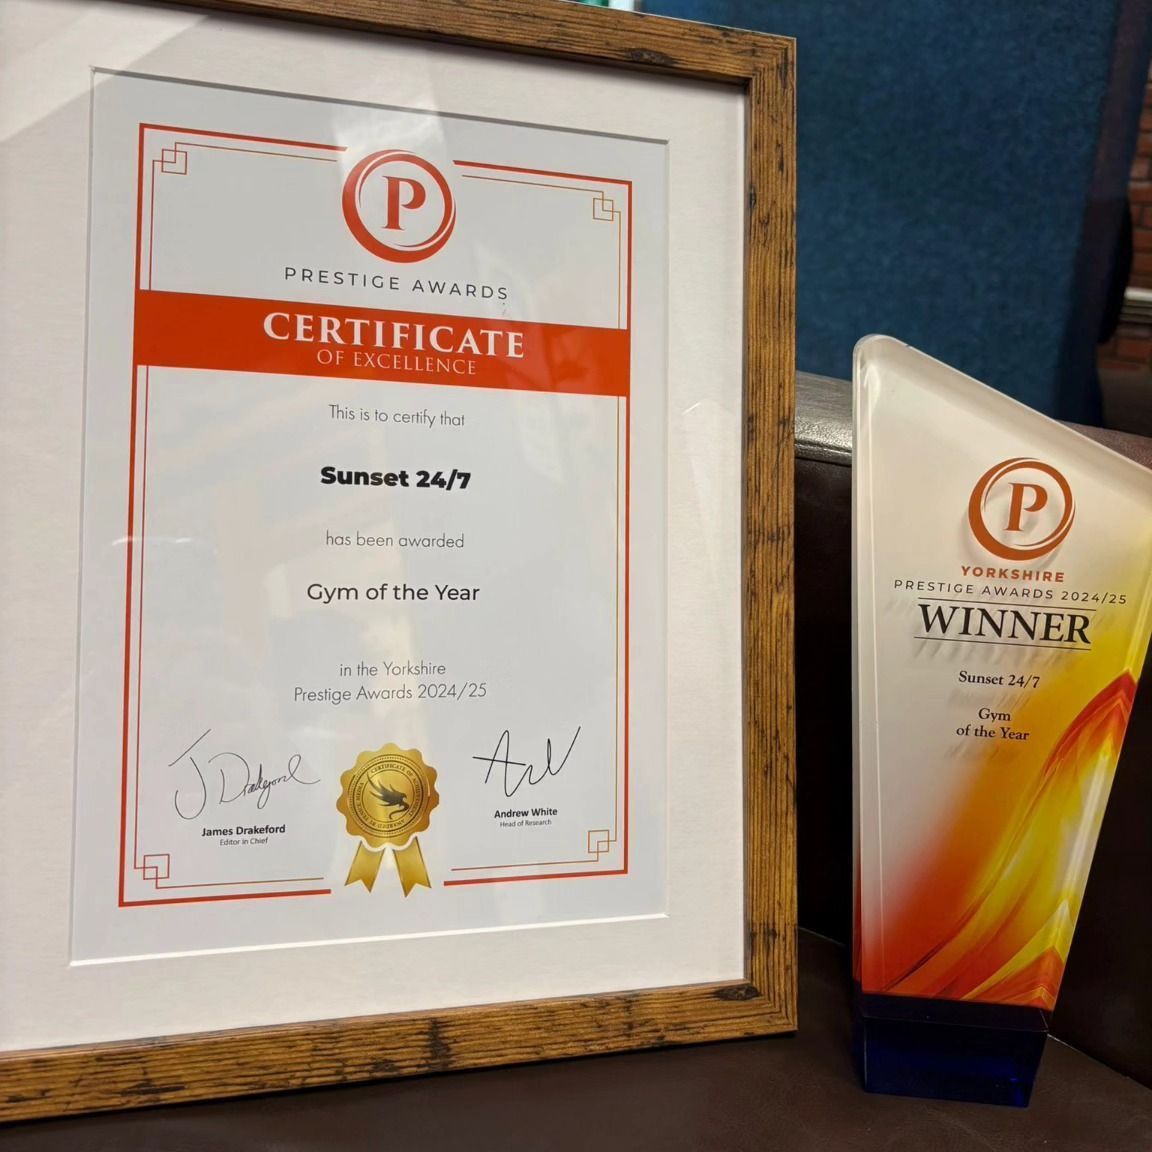 P
PRESTIGE AWARDS
CERTIFICATE
OF EXCELLENCE
This is to certify that
Sunset 24/7
has been awarded
Gym of the Year
in the Yorkshire
Prestige Awards 2024/25
J Drakeford
James Drakeford
Editor in Chief
Andrew White
Head of Research
P
YORKSHIRE
PRESTIGE AWARDS 2024/25
WINNER
Sunset 24/7
Gym
of the Year